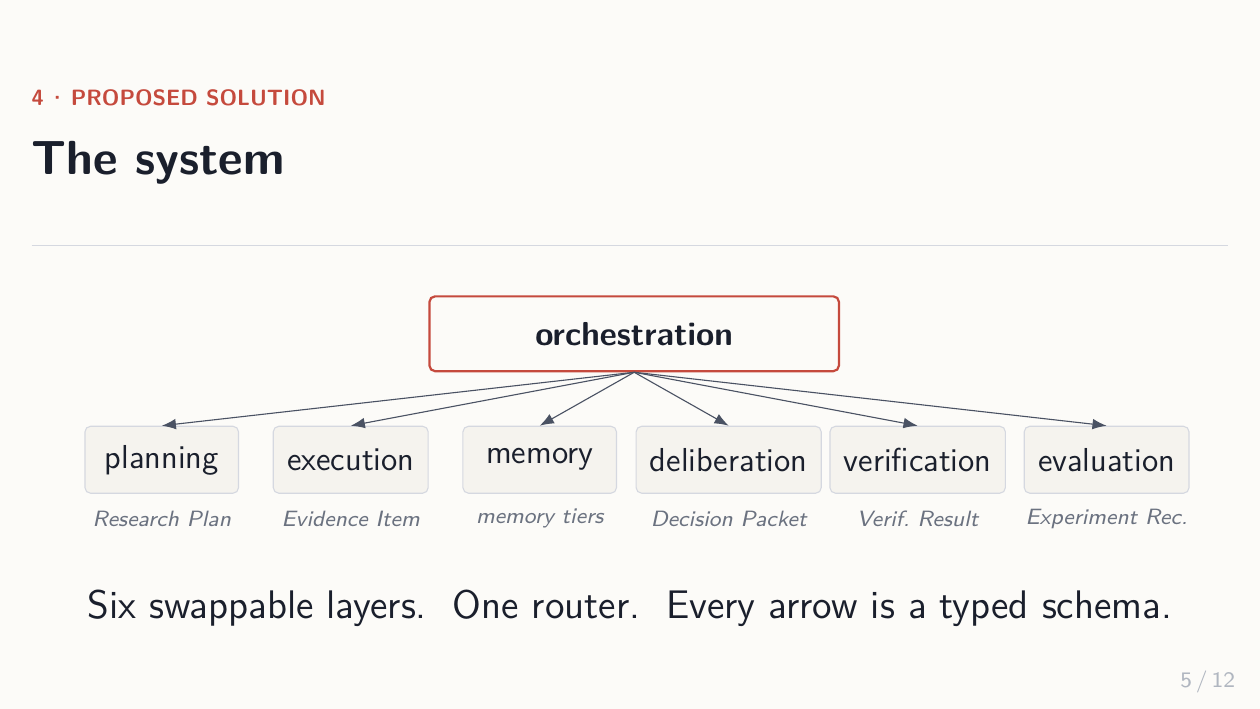 4 · PROPOSED SOLUTION
The system
orchestration
planning execution memory deliberation verification evaluation
Research Plan Evidence Item memory tiers Decision Packet Verif. Result Experiment Rec.
Six swappable layers. One router. Every arrow is a typed schema.
5 / 12